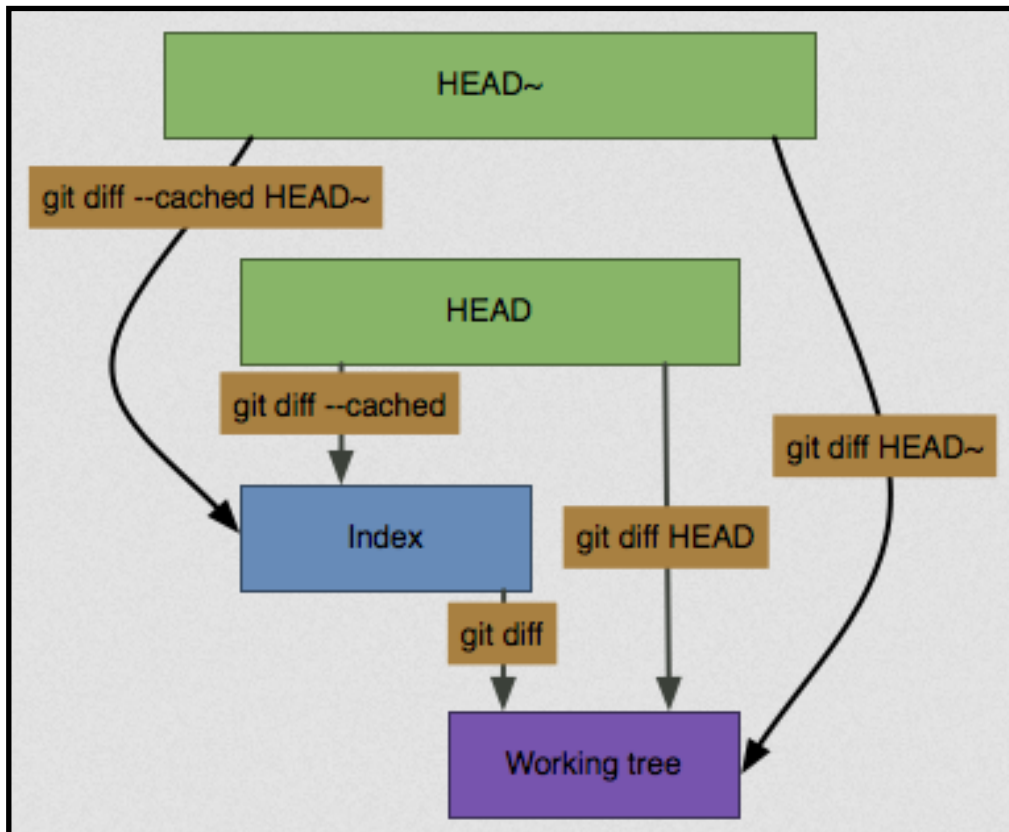 HEAD~
git diff --cached HEAD~
HEAD
git diff --cached
git diff HEAD~
Index
git diff HEAD
git diff
Working tree